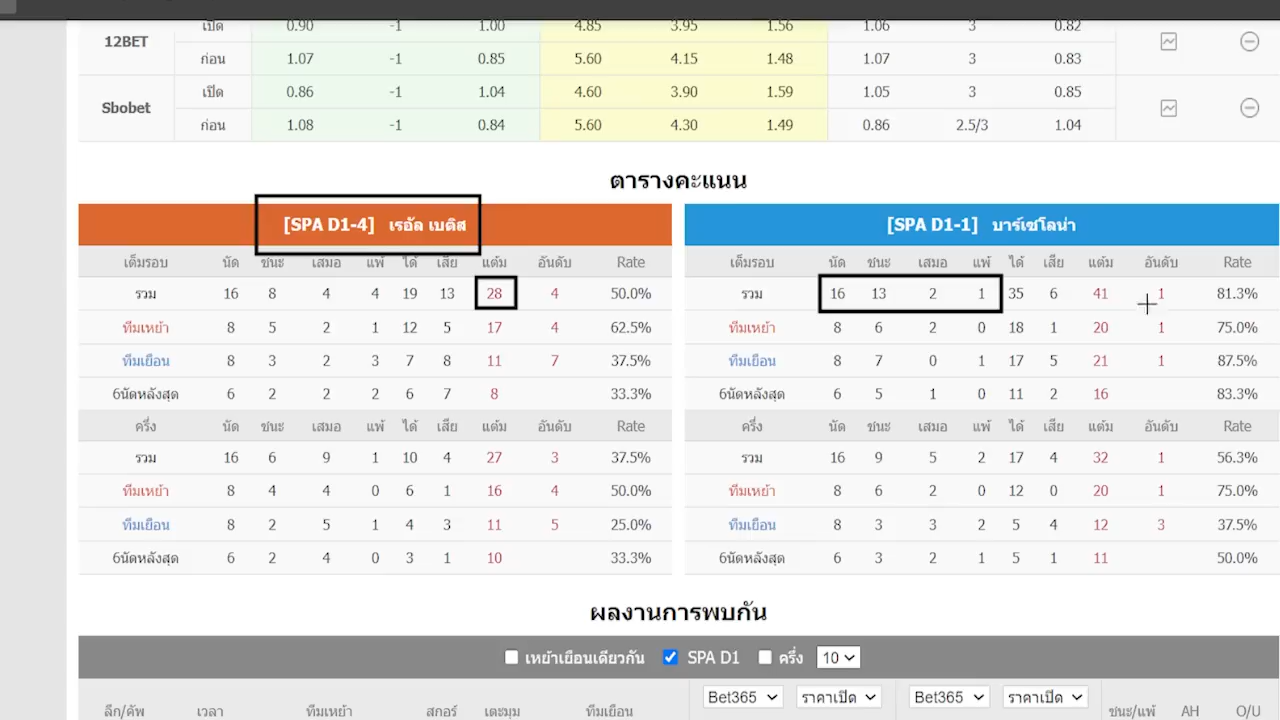 เปิด 0.90 -1 1.00 4.85 3.95 1.56 1.06 3 0.82
12BET
ก่อน 1.07 -1 0.85 5.60 4.15 1.48 1.07 3 0.83
เปิด 0.86 -1 1.04 4.60 3.90 1.59 1.05 3 0.85
Sbobet
ก่อน 1.08 -1 0.84 5.60 4.30 1.49 0.86 2.5/3 1.04
ตารางคะแนน
[SPA D1-4] เรอัล เบติส
เต็มรอบ นัด ชนะ เสมอ แพ้ ได้ เสีย แต้ม อันดับ Rate
รวม 16 8 4 4 19 13 28 4 50.0%
ทีมเหย้า 8 5 2 1 12 5 17 4 62.5%
ทีมเยือน 8 3 2 3 7 8 11 7 37.5%
6นัดหลังสุด 6 2 2 2 6 7 8 33.3%
ครึ่ง นัด ชนะ เสมอ แพ้ ได้ เสีย แต้ม อันดับ Rate
รวม 16 6 9 1 10 4 27 3 37.5%
ทีมเหย้า 8 4 4 0 6 1 16 4 50.0%
ทีมเยือน 8 2 5 1 4 3 11 5 25.0%
6นัดหลังสุด 6 2 4 0 3 1 10 33.3%
[SPA D1-1] บาร์เซโลน่า
เต็มรอบ นัด ชนะ เสมอ แพ้ ได้ เสีย แต้ม อันดับ Rate
รวม 16 13 2 1 35 6 41 1 81.3%
ทีมเหย้า 8 6 2 0 18 1 20 1 75.0%
ทีมเยือน 8 7 0 1 17 5 21 1 87.5%
6นัดหลังสุด 6 5 1 0 11 2 16 83.3%
ครึ่ง นัด ชนะ เสมอ แพ้ ได้ เสีย แต้ม อันดับ Rate
รวม 16 9 5 2 17 4 32 1 56.3%
ทีมเหย้า 8 6 2 0 12 0 20 1 75.0%
ทีมเยือน 8 3 3 2 5 4 12 3 37.5%
6นัดหลังสุด 6 3 2 1 5 1 11 50.0%
ผลงานการพบกัน
เหย้าเยือนเดียวกัน SPA D1 ครึ่ง 10
Bet365 ราคาเปิด Bet365 ราคาเปิด
ลีก/คัพ เวลา ทีมเหย้า สกอร์ เตะมุม ทีมเยือน ชนะ/แพ้ AH O/U